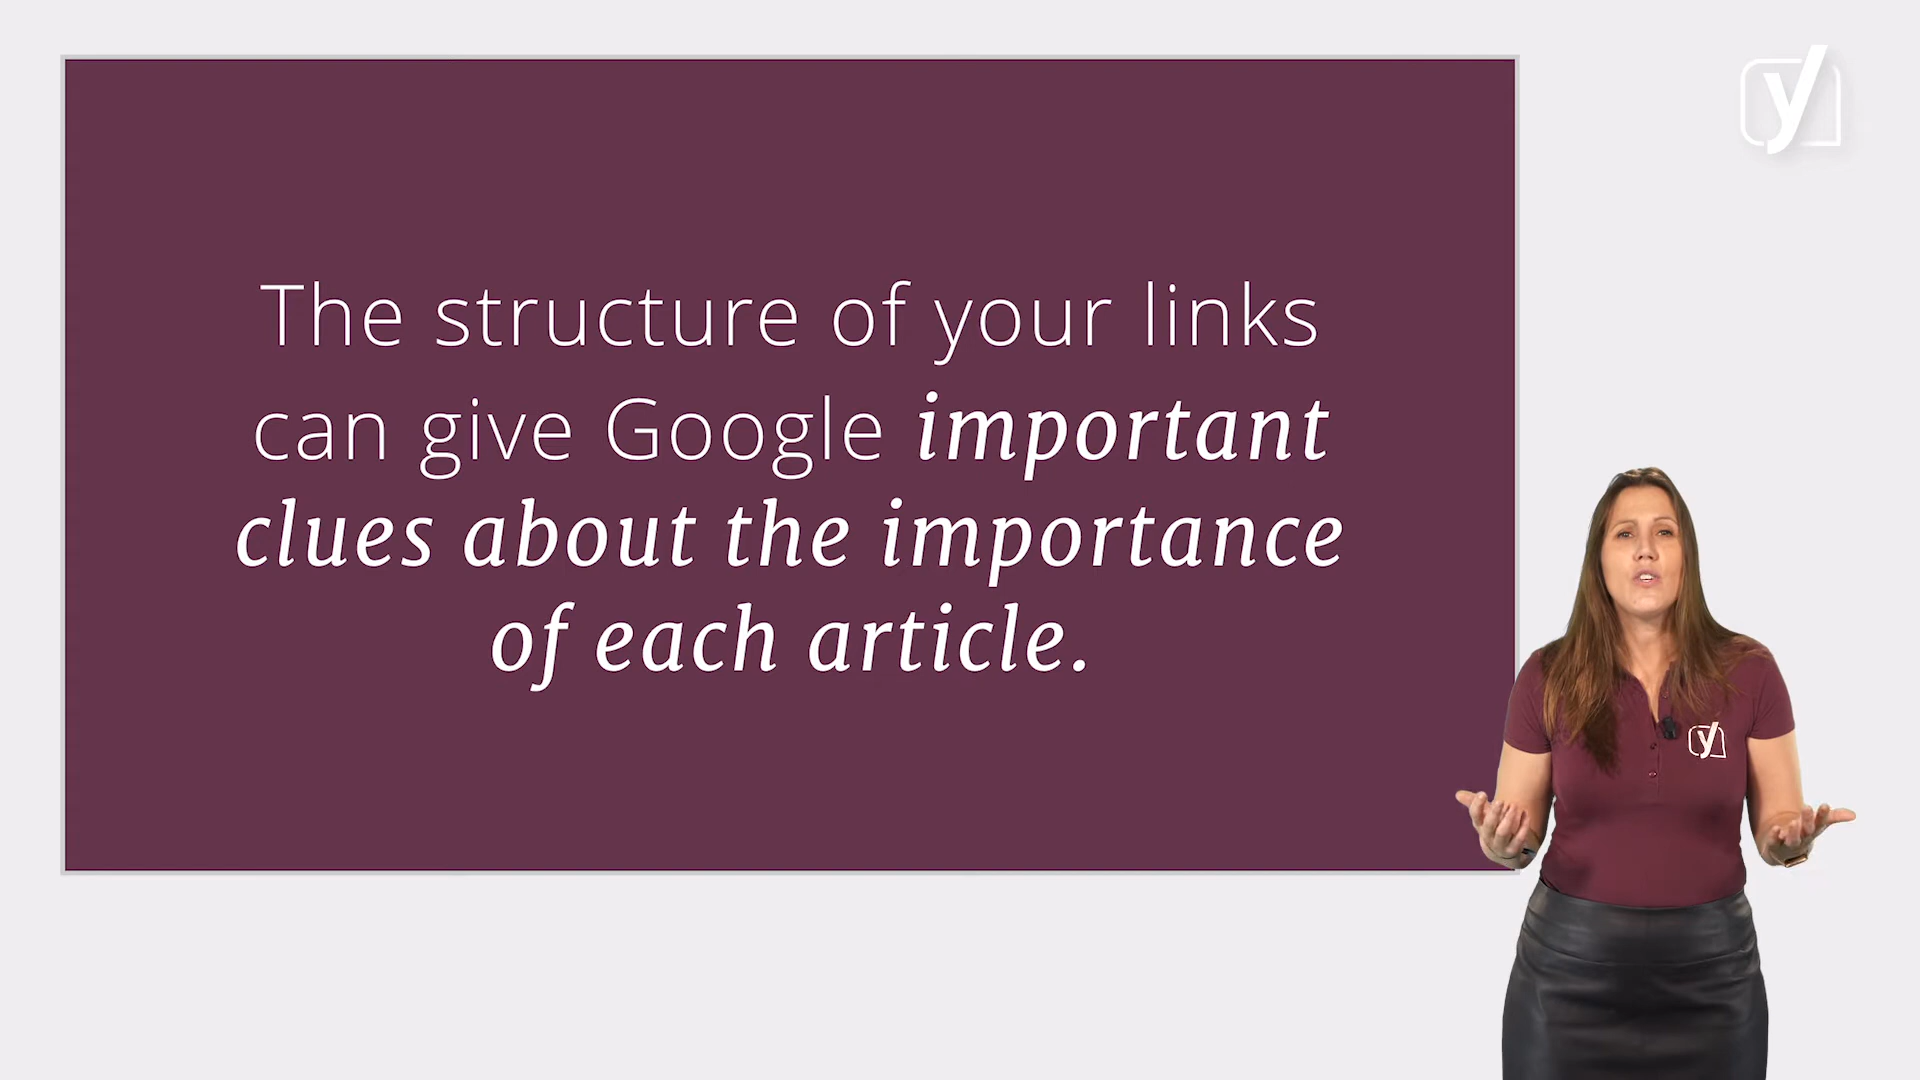 The structure of your links
can give Google important
clues about the importance
of each article.
y
y